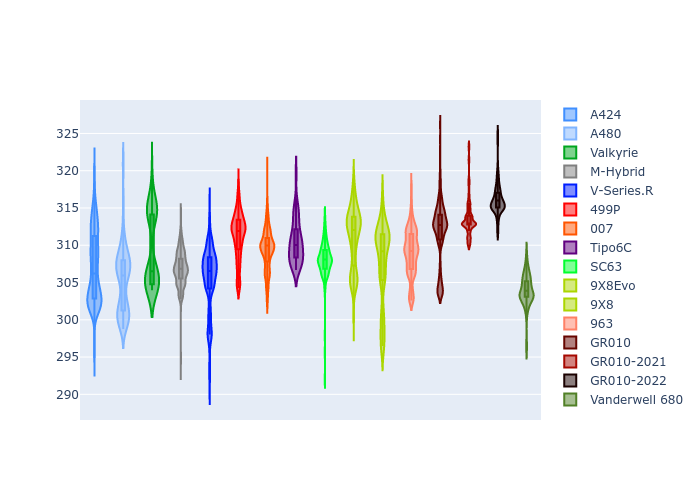 325
320
315
310
305
300
295
290
A424
A480
Valkyrie
M-Hybrid
V-Series.R
499P
007
Tipo6C
SC63
9X8Evo
9X8
963
GR010
GR010-2021
GR010-2022
Vanderwell 680